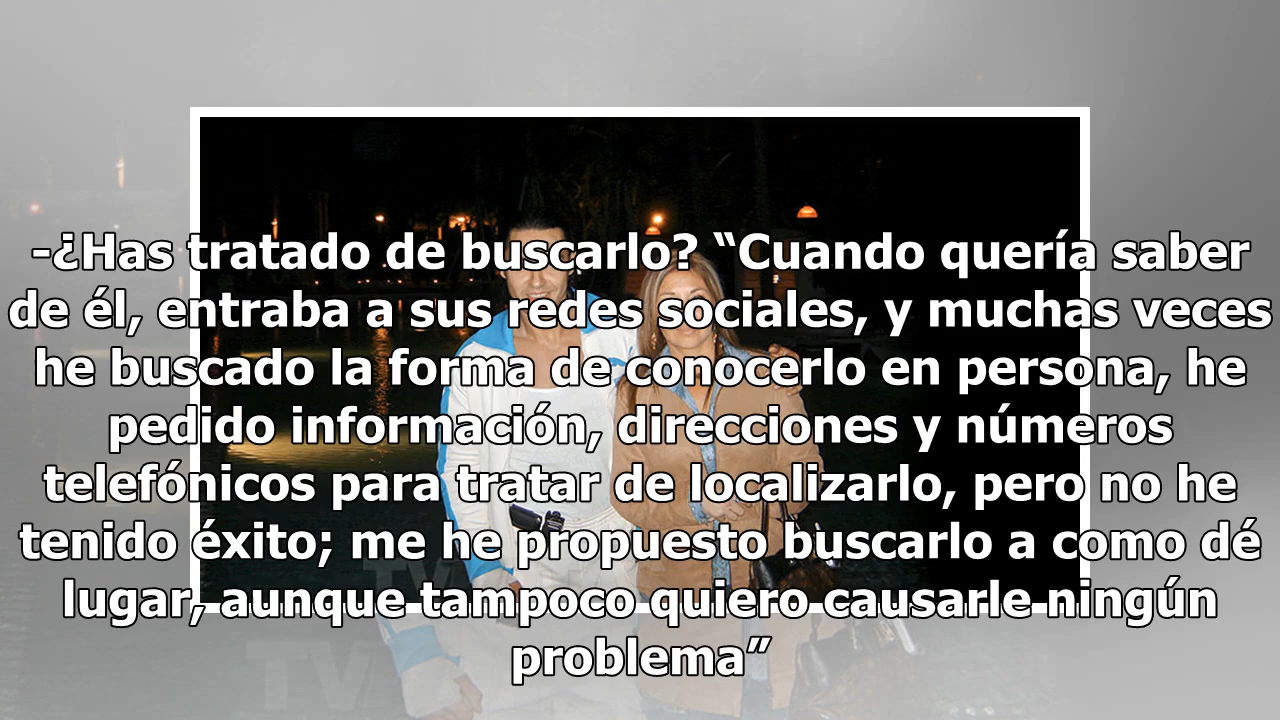 -¿Has tratado de buscarlo? “Cuando quería saber
de él, entraba a sus redes sociales, y muchas veces
he buscado la forma de conocerlo en persona, he
pedido información, direcciones y números
telefónicos para tratar de localizarlo, pero no he
tenido éxito; me he propuesto buscarlo a como dé
lugar, aunque tampoco quiero causarle ningún
problema”